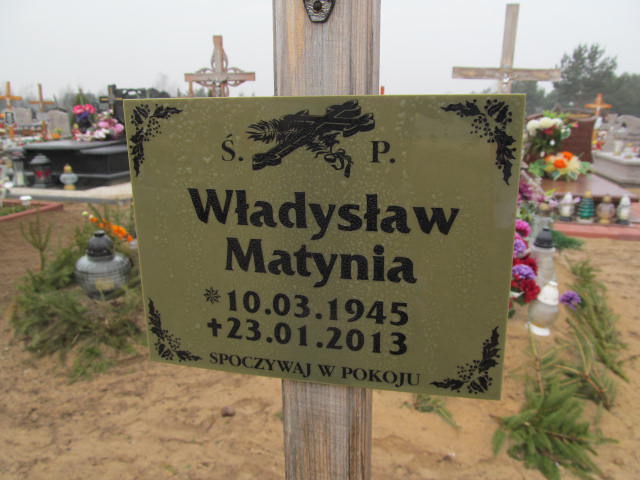 Ś. P.
Władysław
Matynia
* 10.03.1945
+23.01.2013
SPOCZYWAJ W POKOJU